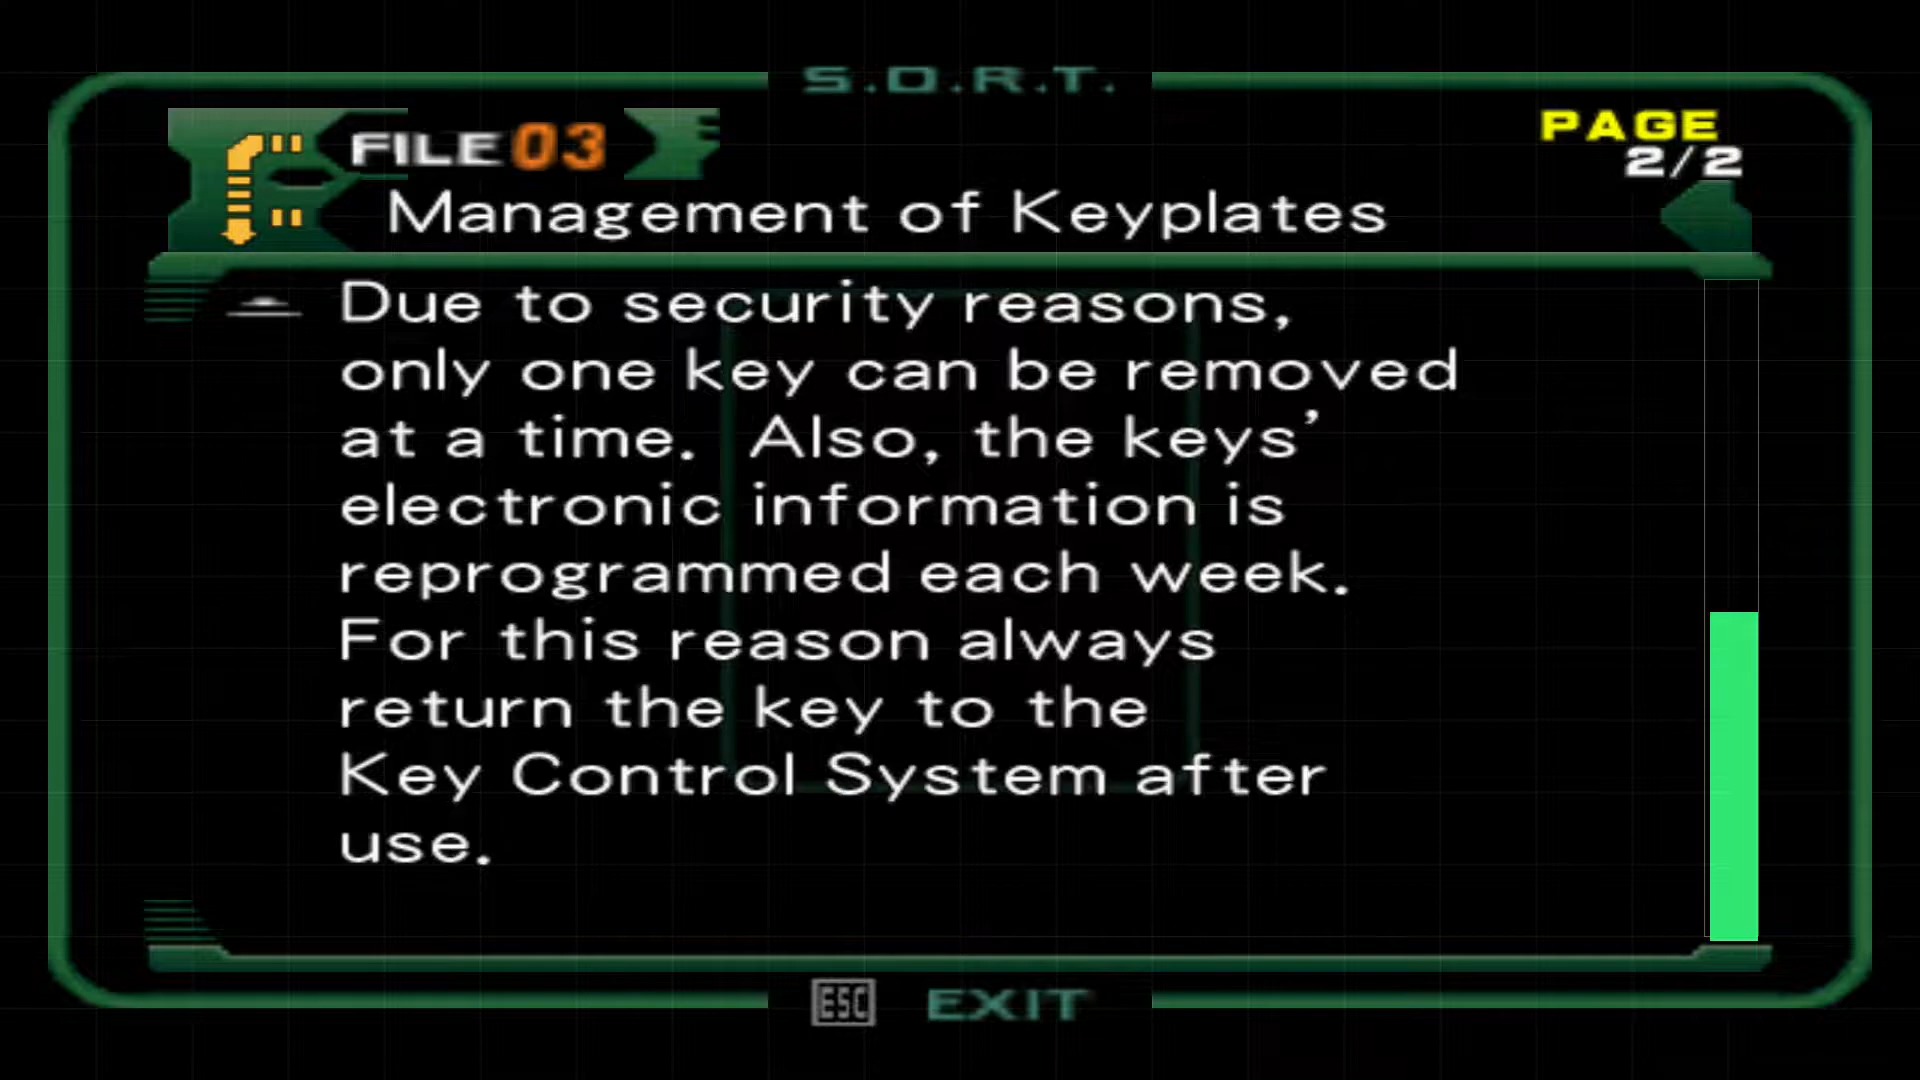 S.O.R.T.
FILE 03
PAGE
2/2
Management of Keyplates
Due to security reasons,
only one key can be removed
at a time. Also, the keys'
electronic information is
reprogrammed each week.
For this reason always
return the key to the
Key Control System after
use.
ESC EXIT